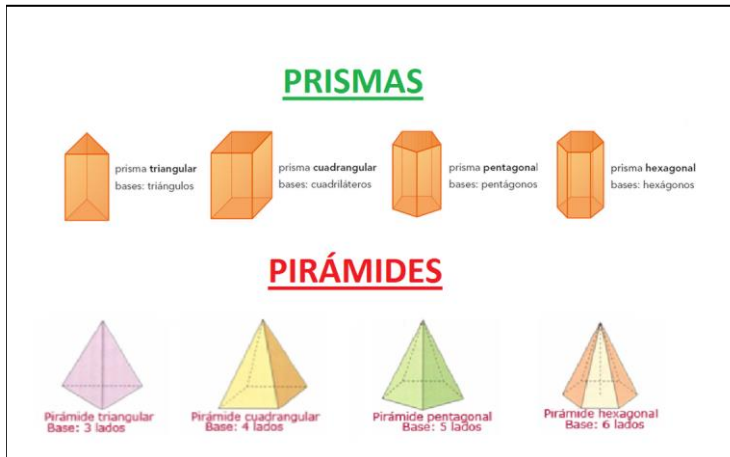 PRISMAS
prisma triangular
bases: triángulos
prisma cuadrangular
bases: cuadriláteros
prisma pentagonal
bases: pentágonos
prisma hexagonal
bases: hexágonos
PIRÁMIDES
Pirámide triangular
Base: 3 lados
Pirámide cuadrangular
Base: 4 lados
Pirámide pentagonal
Base: 5 lados
Pirámide hexagonal
Base: 6 lados